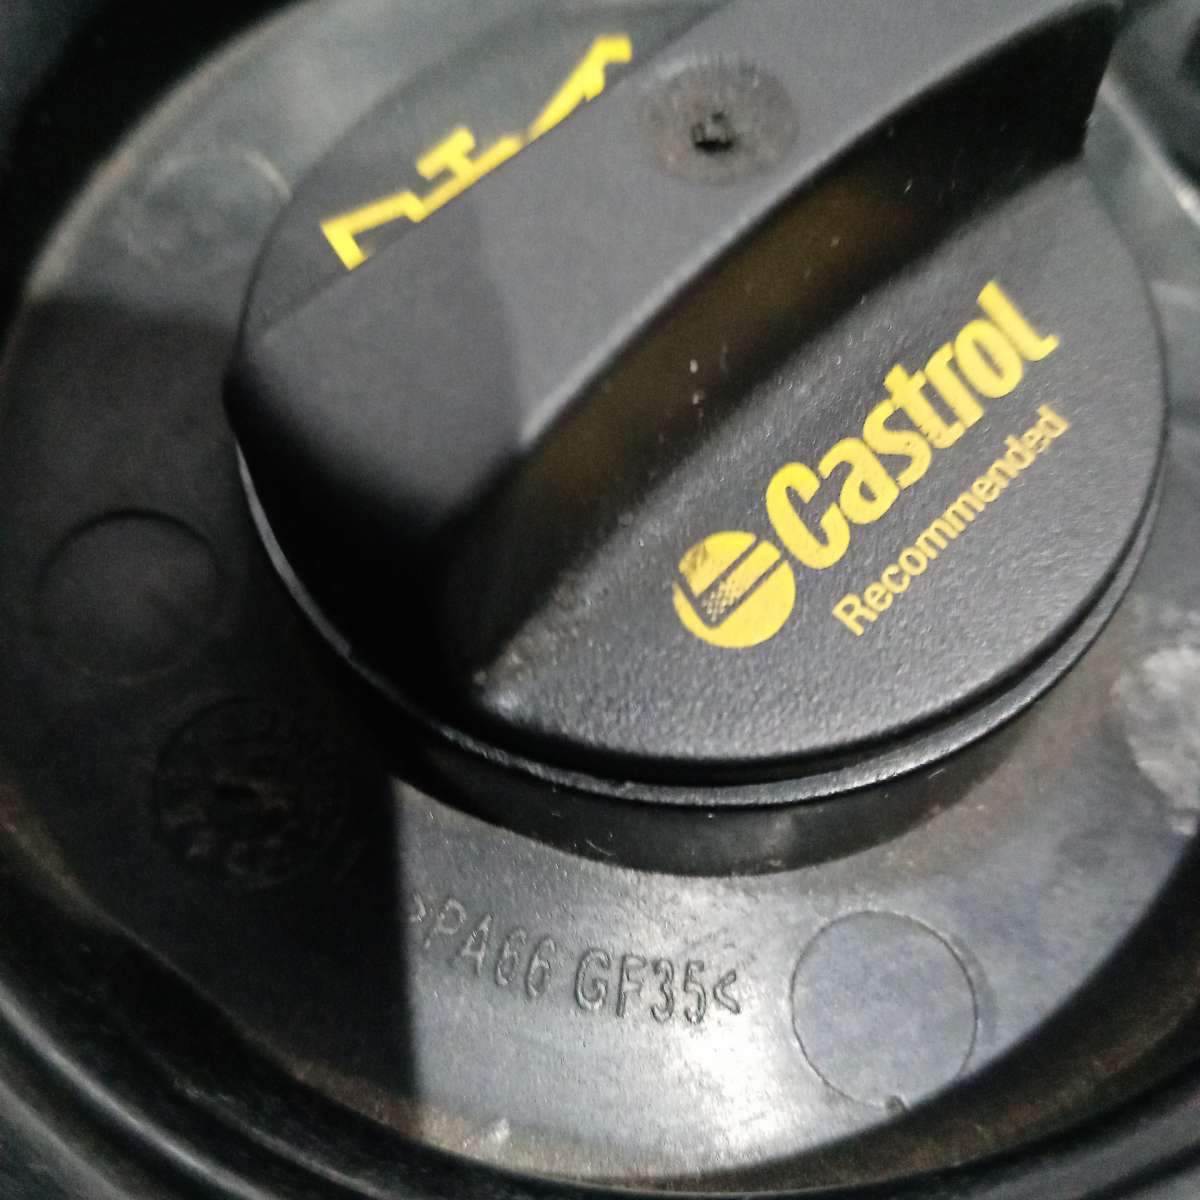 Castrol
Recommended
>PA66 GF35<